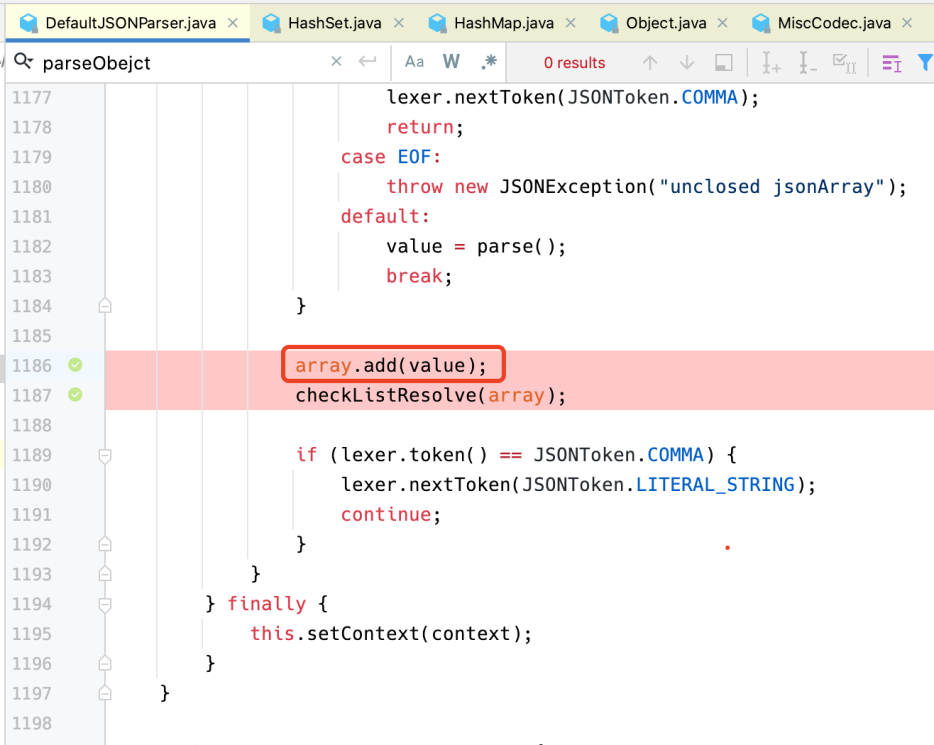 DefaultJSONParser.java × HashSet.java × HashMap.java × Object.java × MiscCodec.java ×
parseObejct × Aa W .* 0 results
1177 lexer.nextToken(JSONToken.COMMA);
1178 return;
1179 case EOF:
1180 throw new JSONException("unclosed jsonArray");
1181 default:
1182 value = parse();
1183 break;
1184 }
1185
1186 array.add(value);
1187 checkListResolve(array);
1188
1189 if (lexer.token() == JSONToken.COMMA) {
1190 lexer.nextToken(JSONToken.LITERAL_STRING);
1191 continue;
1192 }
1193 }
1194 } finally {
1195 this.setContext(context);
1196 }
1197 }
1198